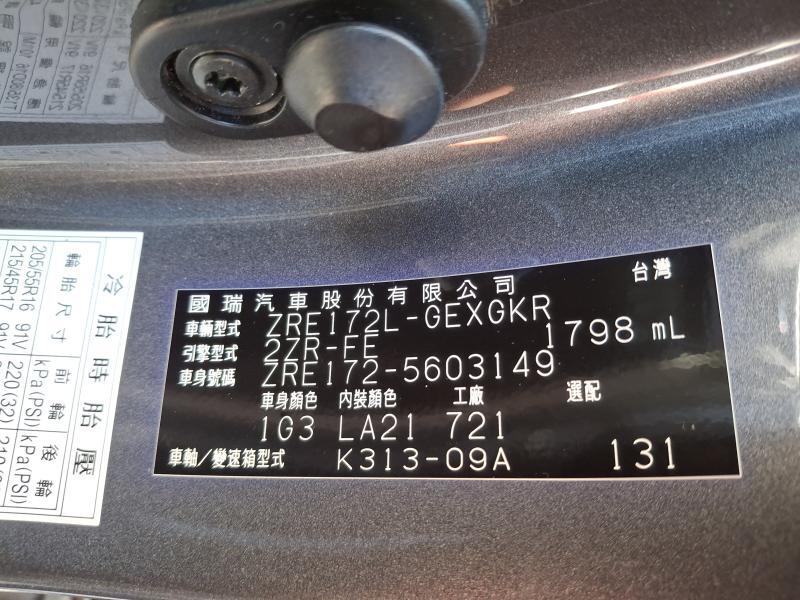 台灣
國瑞汽車股份有限公司
車輛型式 ZRE172L-GEXGKR
引擎型式 2ZR-FE 1798 mL
車身號碼 ZRE172-5603149
車身顏色 內裝顏色 工廠 選配
1G3 LA21 721
車軸/變速箱型式 K313-09A 131
冷胎時胎壓
輪胎尺寸 前輪 後輪
kPa(PSI) kPa(PSI)
205/55R16 91V 220(32)
215/45R17